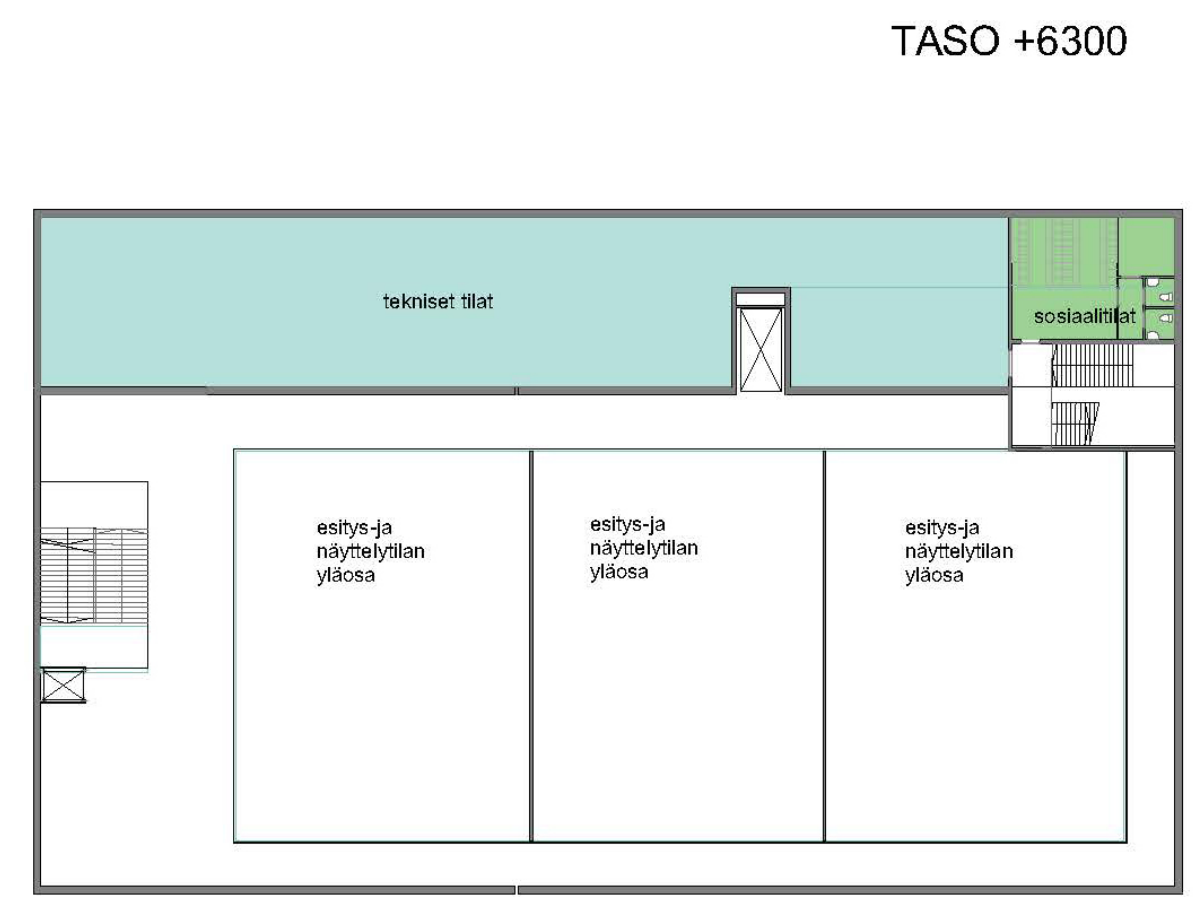 TASO +6300
tekniset tilat
sosiaalitilat
esitys-ja
näyttelytilan
yläosa
esitys-ja
näyttelytilan
yläosa
esitys-ja
näyttelytilan
yläosa